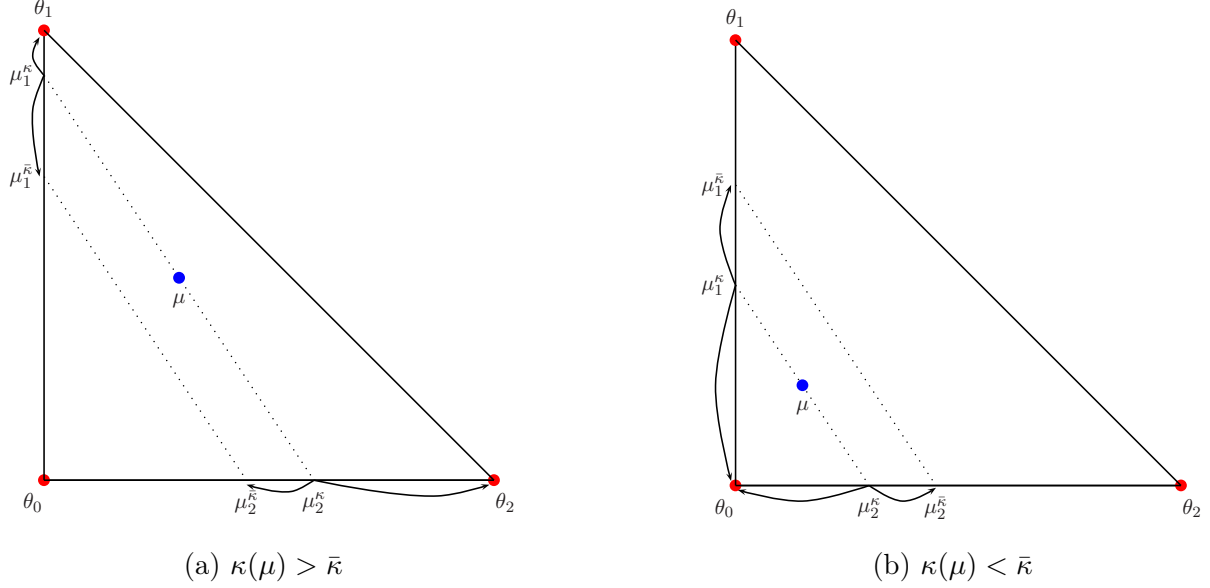 θ₁
μ₁^κ
μ₁^κ̄
μ
θ₀
μ₂^κ̄
μ₂^κ
θ₂
(a) κ(μ) > κ̄
θ₁
μ₁^κ̄
μ₁^κ
μ
θ₀
μ₂^κ
μ₂^κ̄
θ₂
(b) κ(μ) < κ̄